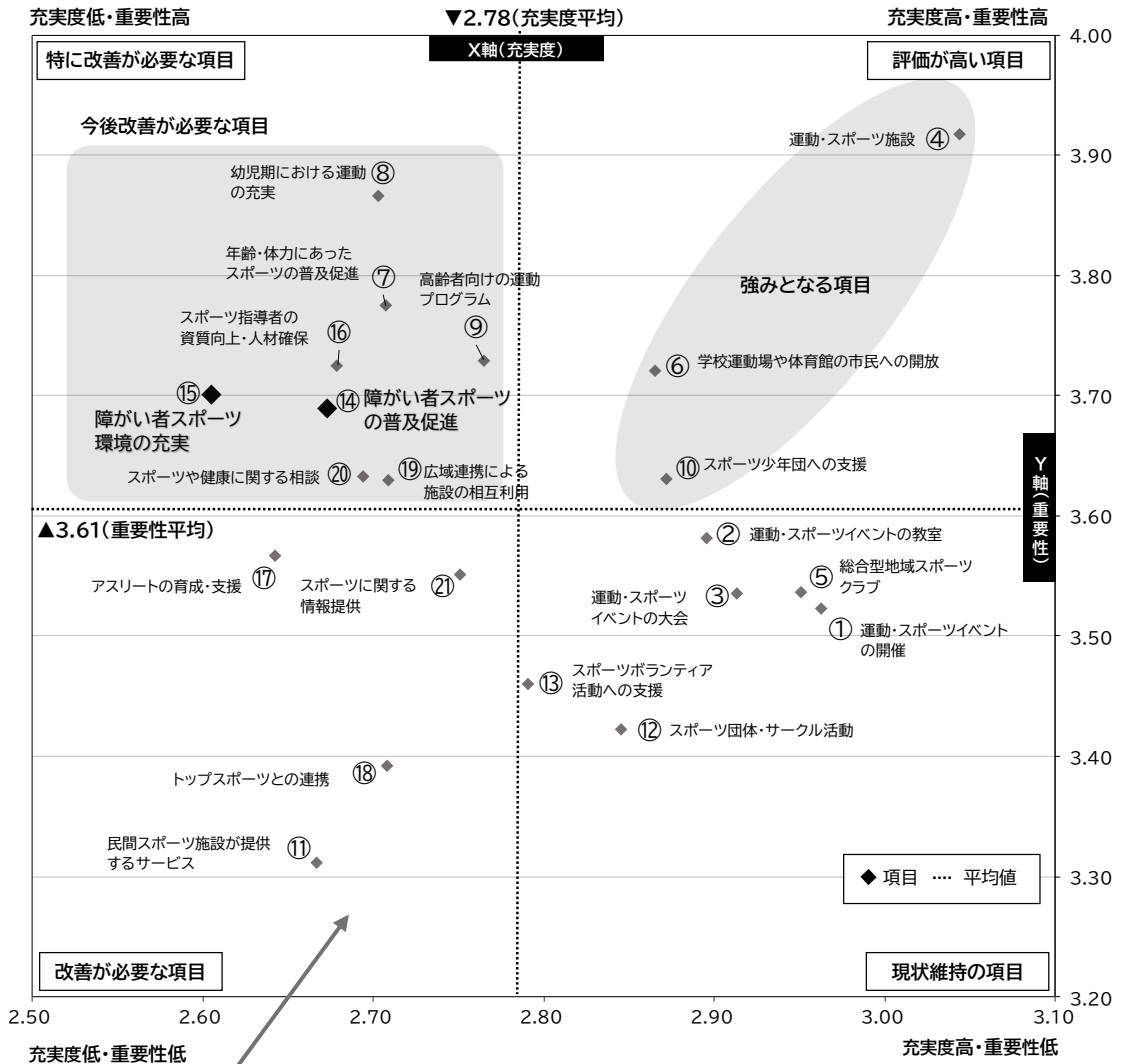 充実度低・重要性高
▼2.78(充実度平均)
充実度高・重要性高
X軸(充実度)
特に改善が必要な項目
評価が高い項目
4.00
今後改善が必要な項目
幼児期における運動
の充実
⑧
運動・スポーツ施設
④
3.90
年齢・体力にあった
スポーツの普及促進
⑦
高齢者向けの運動
プログラム
⑨
強みとなる項目
3.80
スポーツ指導者の
資質向上・人材確保
⑯
⑥
学校運動場や体育館の市民への開放
⑮
障がい者スポーツ
環境の充実
⑭
障がい者スポーツ
の普及促進
3.70
スポーツや健康に関する相談
⑳
⑲
広域連携による
施設の相互利用
⑩
スポーツ少年団への支援
Y軸(重要性)
3.60
▲3.61(重要性平均)
②
運動・スポーツイベントの教室
アスリートの育成・支援
⑰
スポーツに関する
情報提供
㉑
運動・スポーツ
イベントの大会
③
⑤
総合型地域スポーツ
クラブ
①
運動・スポーツイベント
の開催
3.50
⑬
スポーツボランティア
活動への支援
⑫
スポーツ団体・サークル活動
3.40
トップスポーツとの連携
⑱
民間スポーツ施設が提供
するサービス
⑪
◆ 項目 ···· 平均値
3.30
改善が必要な項目
現状維持の項目
3.20
2.50
2.60
2.70
2.80
2.90
3.00
3.10
充実度低・重要性低
充実度高・重要性低